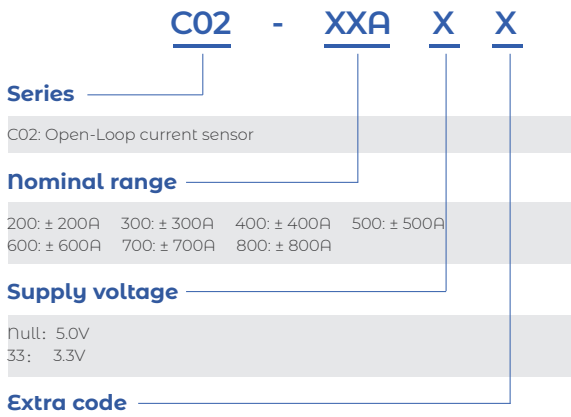 C02 - XXA X X
Series
C02: Open-Loop current sensor
Nominal range
200: ± 200A 300: ± 300A 400: ± 400A 500: ± 500A
600: ± 600A 700: ± 700A 800: ± 800A
Supply voltage
Null: 5.0V
33: 3.3V
Extra code